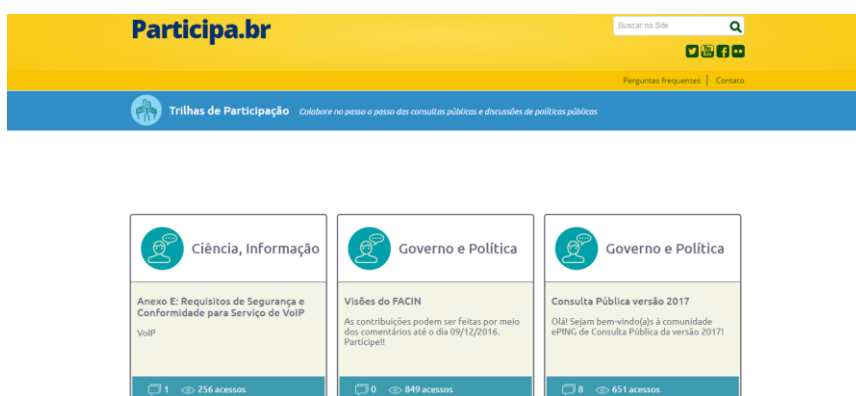 Participa.br
Buscar no Site
Perguntas frequentes | Contato
Trilhas de Participação Colabore no passo a passo das consultas públicas e discussões de políticas públicas
Ciência, Informação
Anexo E: Requisitos de Segurança e
Conformidade para Serviço de VoIP
VoIP
1 256 acessos
Governo e Política
Visões do FACIN
As contribuições podem ser feitas por meio
dos comentários até o dia 09/12/2016.
Participe!!
0 849 acessos
Governo e Política
Consulta Pública versão 2017
Olá! Sejam bem-vindo(a)s à comunidade
ePING de Consulta Pública da versão 2017!
8 651 acessos